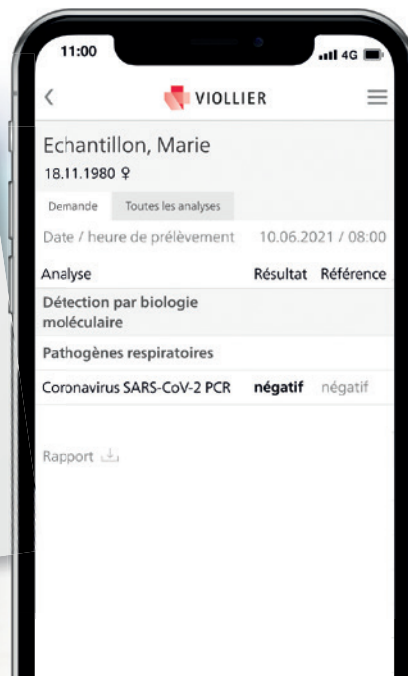 11:00
4G
VIOLLIER
Echantillon, Marie
18.11.1980 ♀
Demande Toutes les analyses
Date / heure de prélèvement 10.06.2021 / 08:00
Analyse Résultat Référence
Détection par biologie
moléculaire
Pathogènes respiratoires
Coronavirus SARS-CoV-2 PCR négatif négatif
Rapport